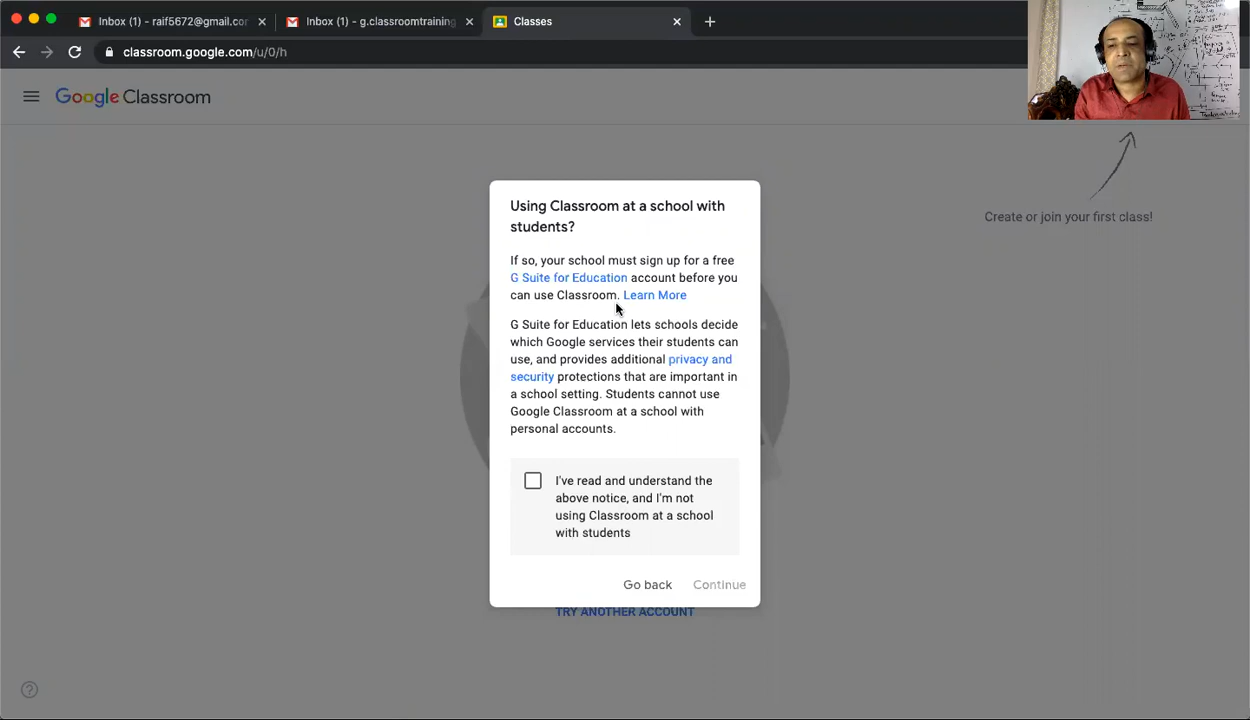 Inbox (1) - raif5672@gmail.cor
Inbox (1) - g.classroomtraining
Classes
classroom.google.com/u/0/h
Google Classroom
Create or join your first class!
Using Classroom at a school with
students?
If so, your school must sign up for a free
G Suite for Education account before you
can use Classroom. Learn More
G Suite for Education lets schools decide
which Google services their students can
use, and provides additional privacy and
security protections that are important in
a school setting. Students cannot use
Google Classroom at a school with
personal accounts.
I've read and understand the
above notice, and I'm not
using Classroom at a school
with students
Go back
Continue
TRY ANOTHER ACCOUNT